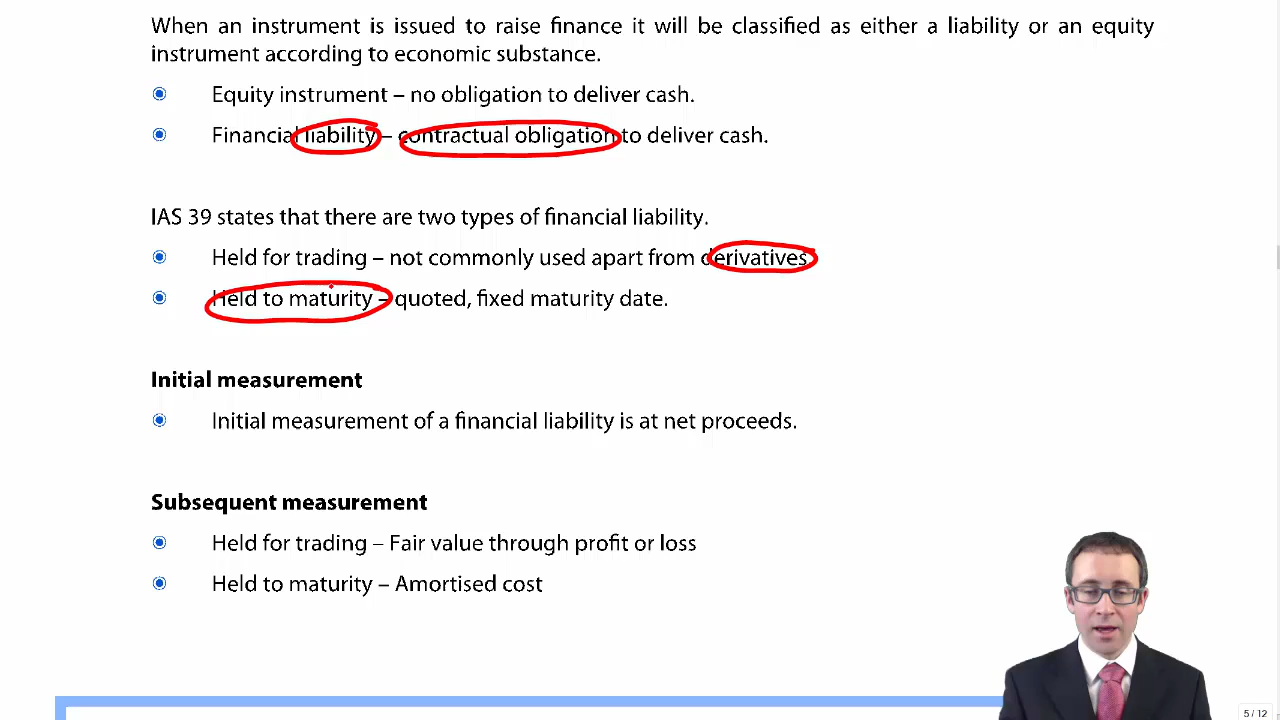 When an instrument is issued to raise finance it will be classified as either a liability or an equity
instrument according to economic substance.
Equity instrument – no obligation to deliver cash.
Financial liability – contractual obligation to deliver cash.
IAS 39 states that there are two types of financial liability.
Held for trading – not commonly used apart from derivatives
Held to maturity – quoted, fixed maturity date.
Initial measurement
Initial measurement of a financial liability is at net proceeds.
Subsequent measurement
Held for trading – Fair value through profit or loss
Held to maturity – Amortised cost
5 / 12